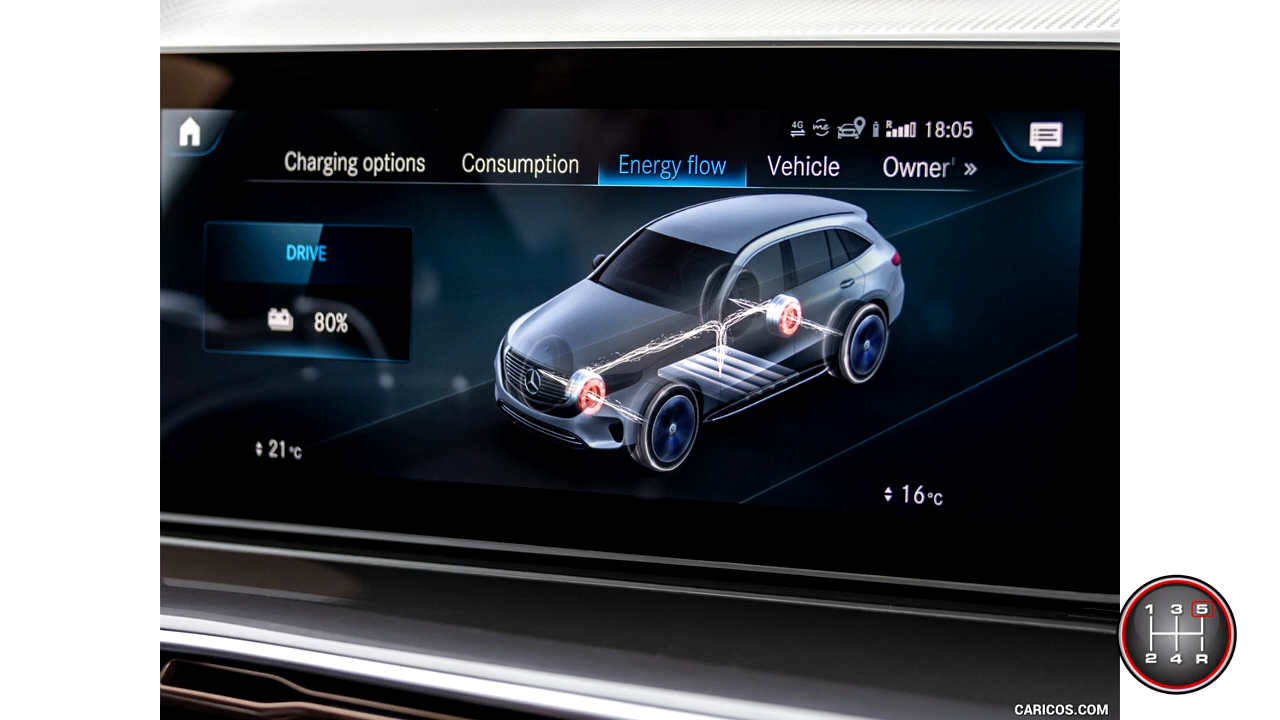 4G me R 18:05
Charging options Consumption Energy flow Vehicle Owner' »
DRIVE
80%
21°C
16°C
1 3 5
2 4 R
CARICOS.COM